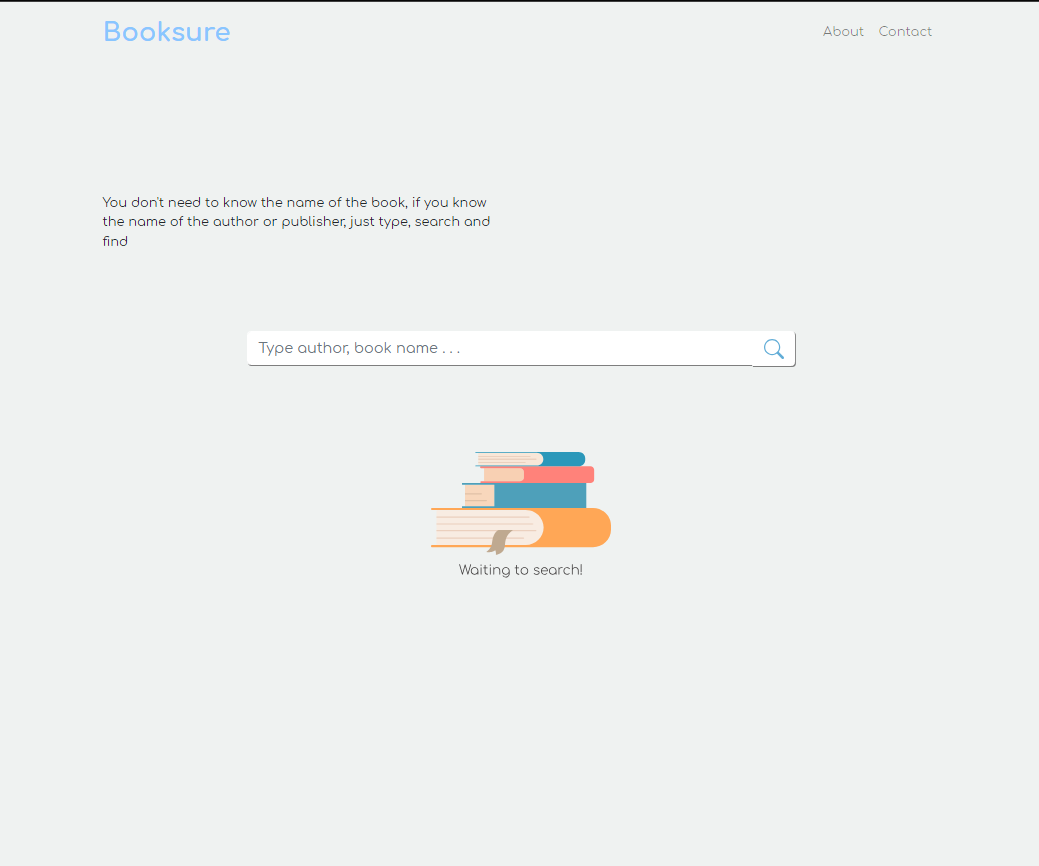 Booksure
About Contact
You don't need to know the name of the book, if you know
the name of the author or publisher, just type, search and
find
Type author, book name . . .
Waiting to search!